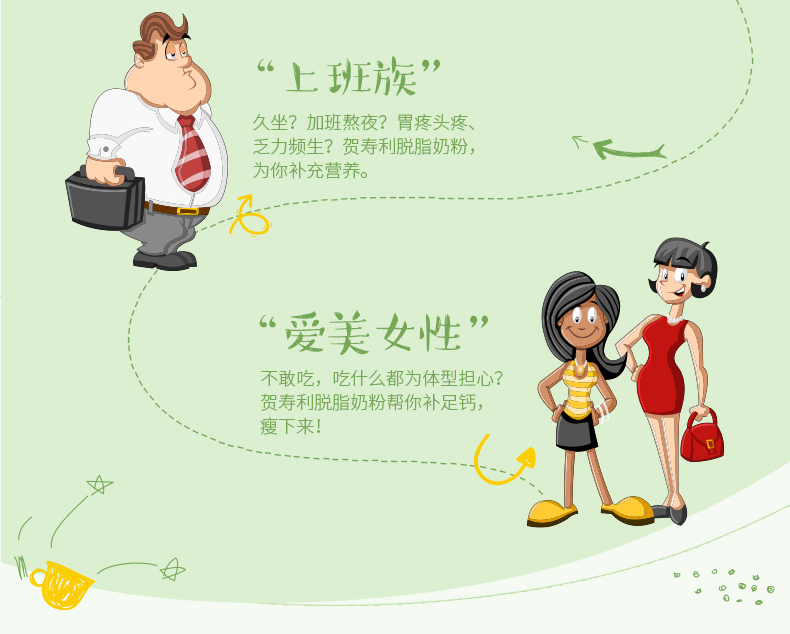 “上班族”
久坐？加班熬夜？胃疼头疼、
乏力频生？贺寿利脱脂奶粉，
为你补充营养。
“爱美女性”
不敢吃，吃什么都为体型担心？
贺寿利脱脂奶粉帮你补足钙，
瘦下来！